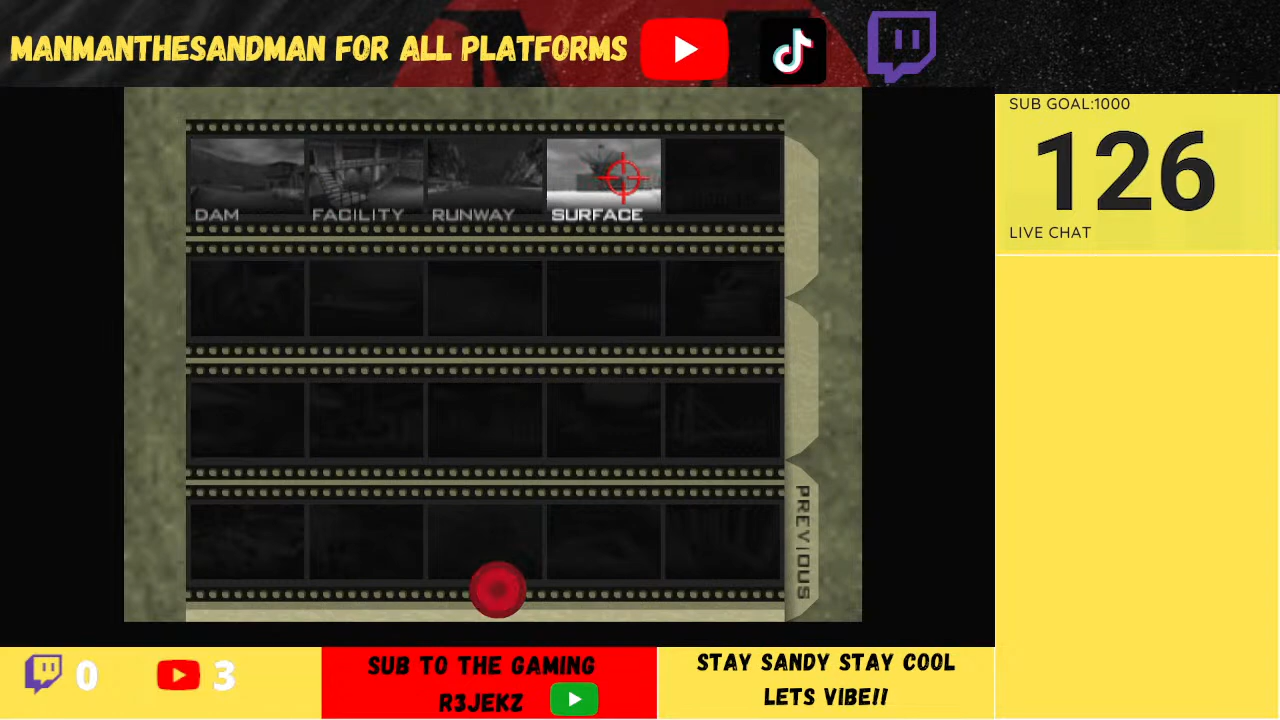 MANMANTHESANDMAN FOR ALL PLATFORMS
SUB GOAL:1000
126
LIVE CHAT
DAM
FACILITY
RUNWAY
SURFACE
PREVIOUS
0
3
SUB TO THE GAMING
R3JEKZ
STAY SANDY STAY COOL
LETS VIBE!!